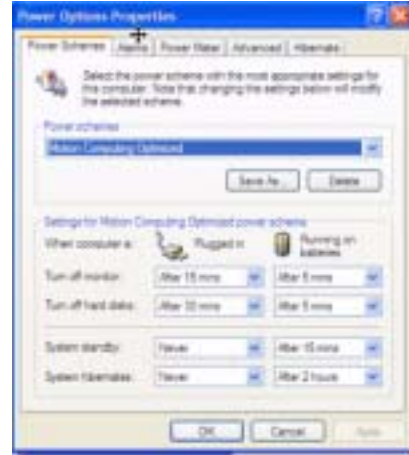 Power Options Properties
Power Schemes Alarms Power Meter Advanced Hibernate
Select the power scheme with the most appropriate settings for
this computer. Note that changing the settings below will modify
the selected scheme.
Power schemes
Motion Computing Optimized
Save As... Delete
Settings for Motion Computing Optimized power scheme
When computer is: Plugged in Running on
batteries
Turn off monitor: After 15 mins After 5 mins
Turn off hard disks: After 10 mins After 5 mins
System standby: Never After 15 mins
System hibernates: Never After 2 hours
OK Cancel Apply